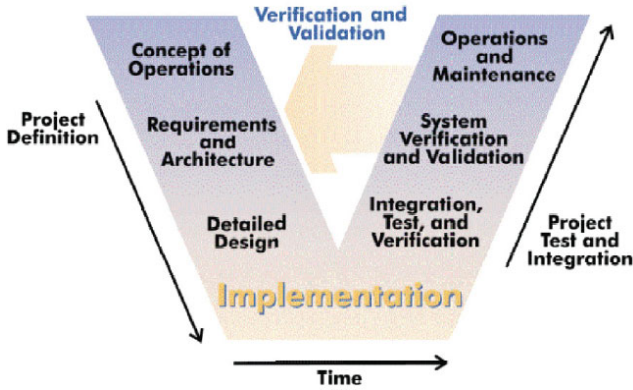 Verification and
Validation
Concept of
Operations
Operations
and
Maintenance
Project
Definition
Requirements
and
Architecture
System
Verification
and Validation
Detailed
Design
Integration,
Test, and
Verification
Project
Test and
Integration
Implementation
Time